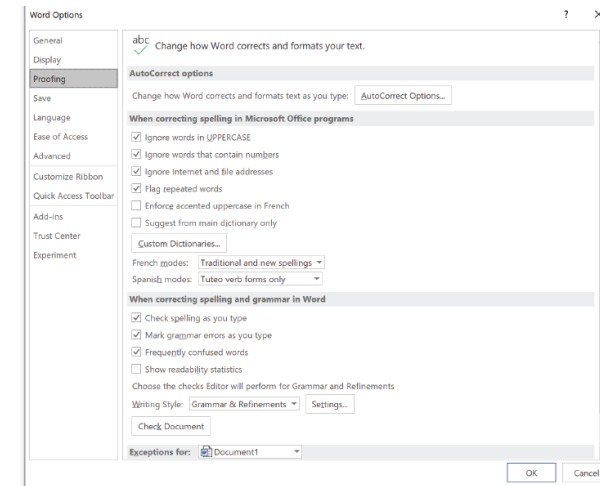 Word Options
?
General
Display
Proofing
Save
Language
Ease of Access
Advanced
Customize Ribbon
Quick Access Toolbar
Add-ins
Trust Center
Experiment
abc
Change how Word corrects and formats your text.
AutoCorrect options
Change how Word corrects and formats text as you type: AutoCorrect Options...
When correcting spelling in Microsoft Office programs
Ignore words in UPPERCASE
Ignore words that contain numbers
Ignore Internet and file addresses
Flag repeated words
Enforce accented uppercase in French
Suggest from main dictionary only
Custom Dictionaries...
French modes: Traditional and new spellings
Spanish modes: Tuteo verb forms only
When correcting spelling and grammar in Word
Check spelling as you type
Mark grammar errors as you type
Frequently confused words
Show readability statistics
Choose the checks Editor will perform for Grammar and Refinements
Writing Style: Grammar & Refinements Settings...
Check Document
Exceptions for: Document1
OK Cancel